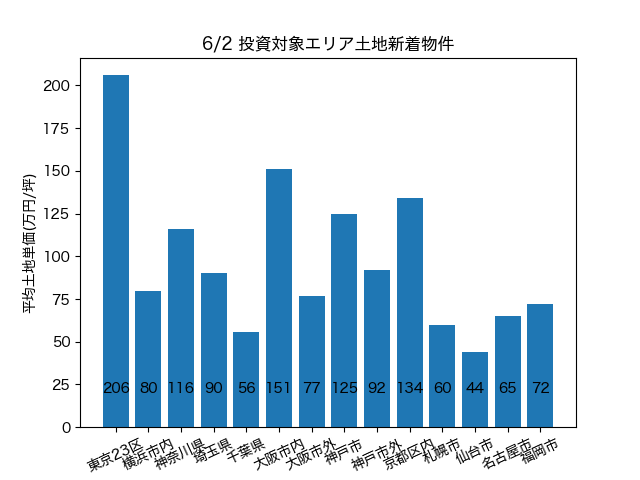 6/2 投資対象エリア土地新着物件
平均土地単価(万円/坪)
200
175
150
125
100
75
50
25
0
206 80 116 90 56 151 77 125 92 134 60 44 65 72
東京23区
横浜市内
神奈川県
埼玉県
千葉県
大阪市内
大阪市外
神戸市
神戸市外
京都区内
札幌市
仙台市
名古屋市
福岡市